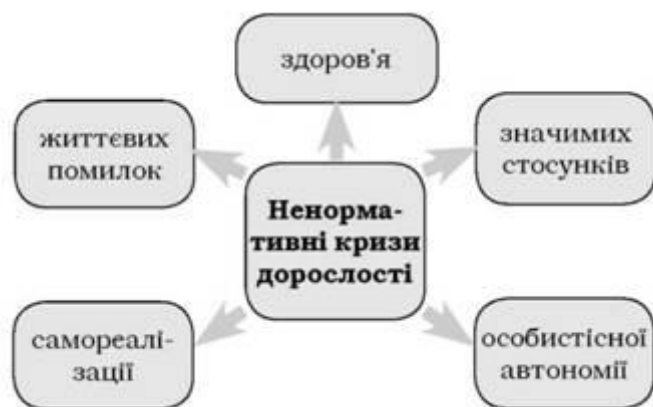 здоров'я
життєвих
помилок
значимих
стосунків
Ненорма-
тивні кризи
дорослості
самореалі-
зації
особистісної
автономії